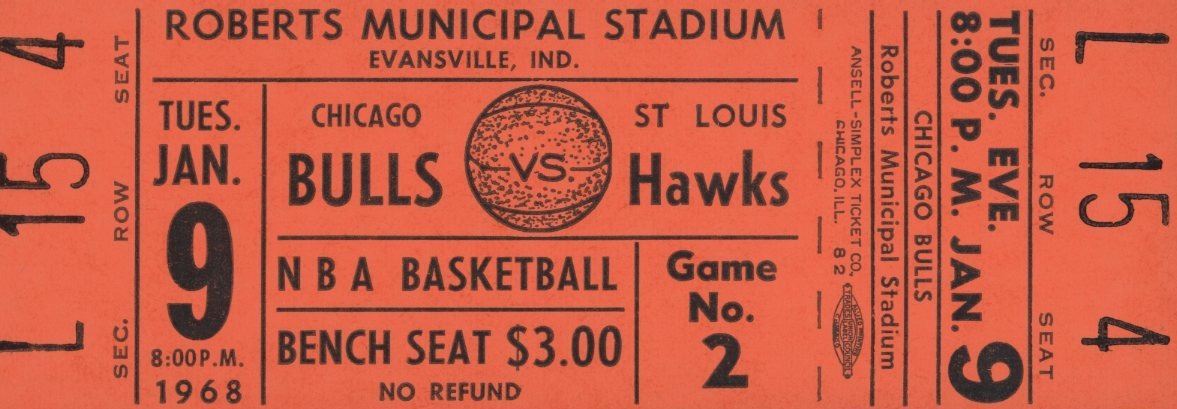 L 15 4
SEC. ROW SEAT
ROBERTS MUNICIPAL STADIUM
EVANSVILLE, IND.
TUES.
JAN.
9
8:00P.M.
1968
CHICAGO
BULLS
VS.
ST LOUIS
Hawks
NBA BASKETBALL
BENCH SEAT $3.00
NO REFUND
Game
No.
2
L 15 4
SEC. ROW SEAT
TUES. EVE.
8:00 P. M. JAN. 9
CHICAGO BULLS
Roberts Municipal Stadium
ANSELL-SIMPLEX TICKET CO.,
CHICAGO, ILL. 82